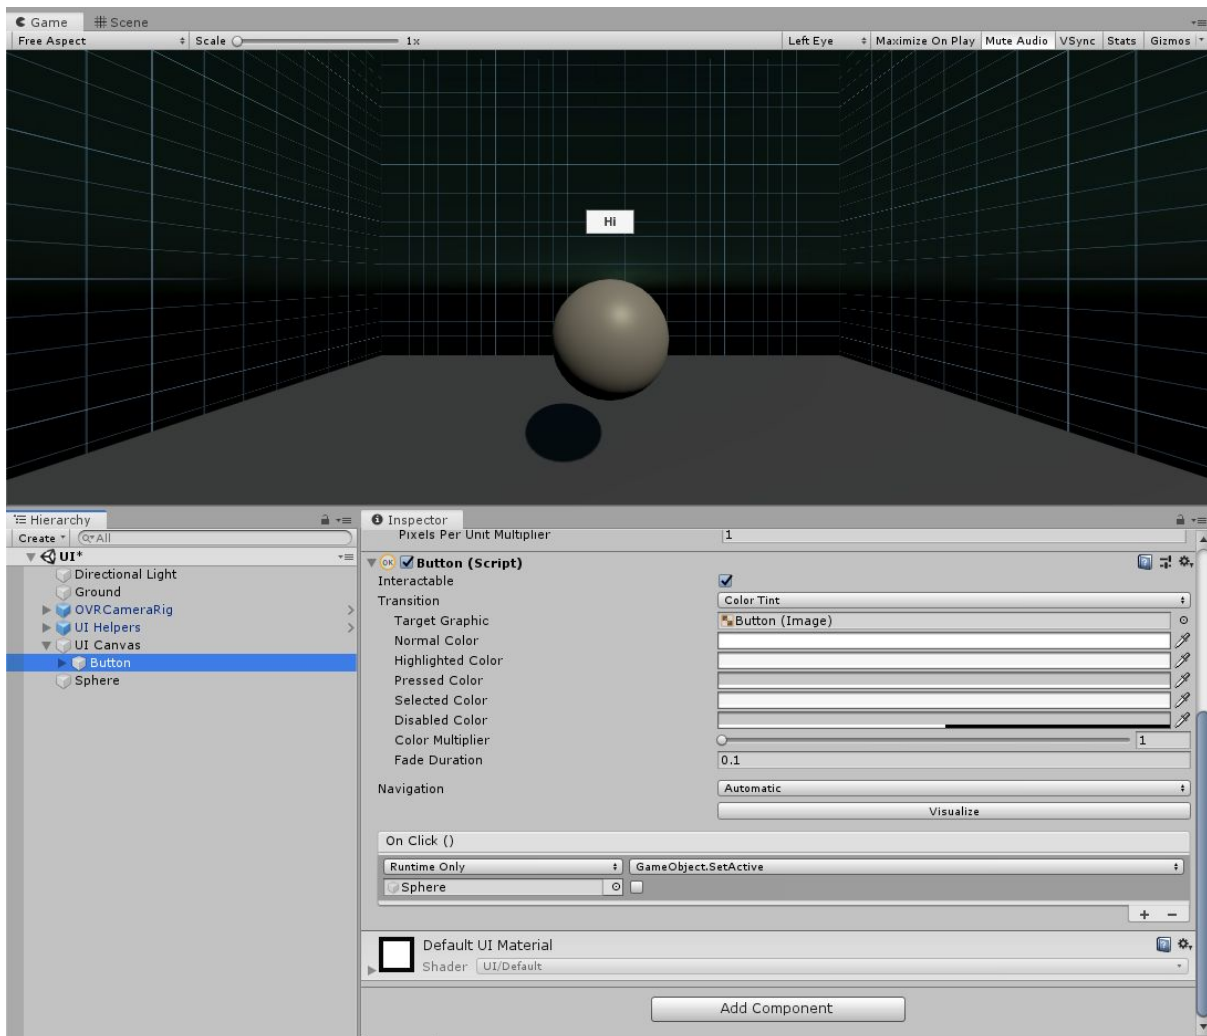 Game Scene
Free Aspect Scale 1x Left Eye Maximize On Play Mute Audio VSync Stats Gizmos
Hi
Hierarchy
Create All
UI*
Directional Light
Ground
OVRCameraRig
UI Helpers
UI Canvas
Button
Sphere
Inspector
Pixels Per Unit Multiplier 1
OK Button (Script)
Interactable
Transition Color Tint
Target Graphic Button (Image)
Normal Color
Highlighted Color
Pressed Color
Selected Color
Disabled Color
Color Multiplier 1
Fade Duration 0.1
Navigation Automatic
Visualize
On Click ()
Runtime Only GameObject.SetActive
Sphere
+ −
Default UI Material
Shader UI/Default
Add Component